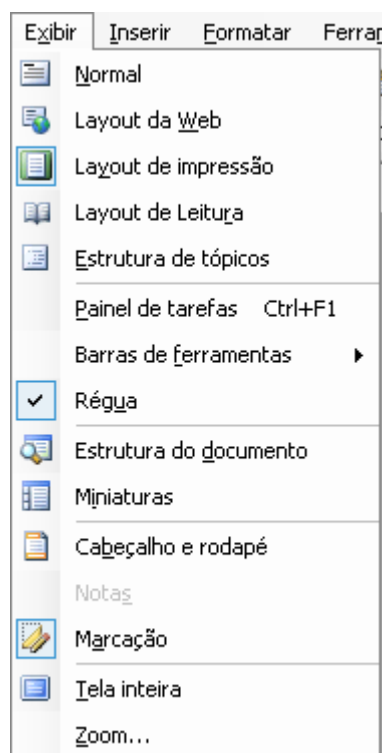 Exibir Inserir Formatar Ferrar
Normal
Layout da Web
Layout de impressão
Layout de Leitura
Estrutura de tópicos
Painel de tarefas Ctrl+F1
Barras de ferramentas
Régua
Estrutura do documento
Miniaturas
Cabeçalho e rodapé
Notas
Marcação
Tela inteira
Zoom...